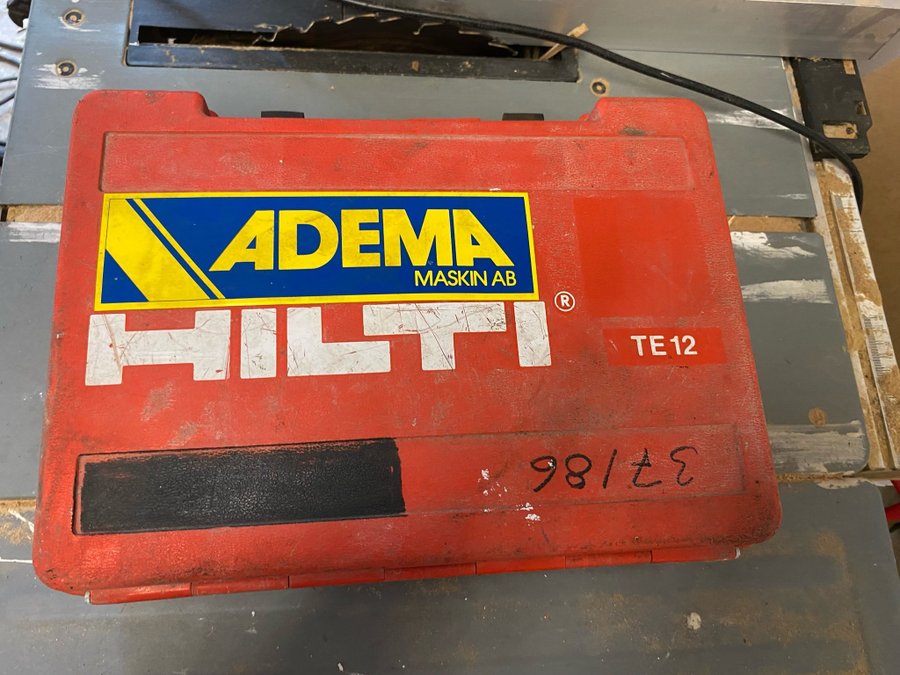 ADEMA
MASKIN AB
HILTI ®
TE 12
37186